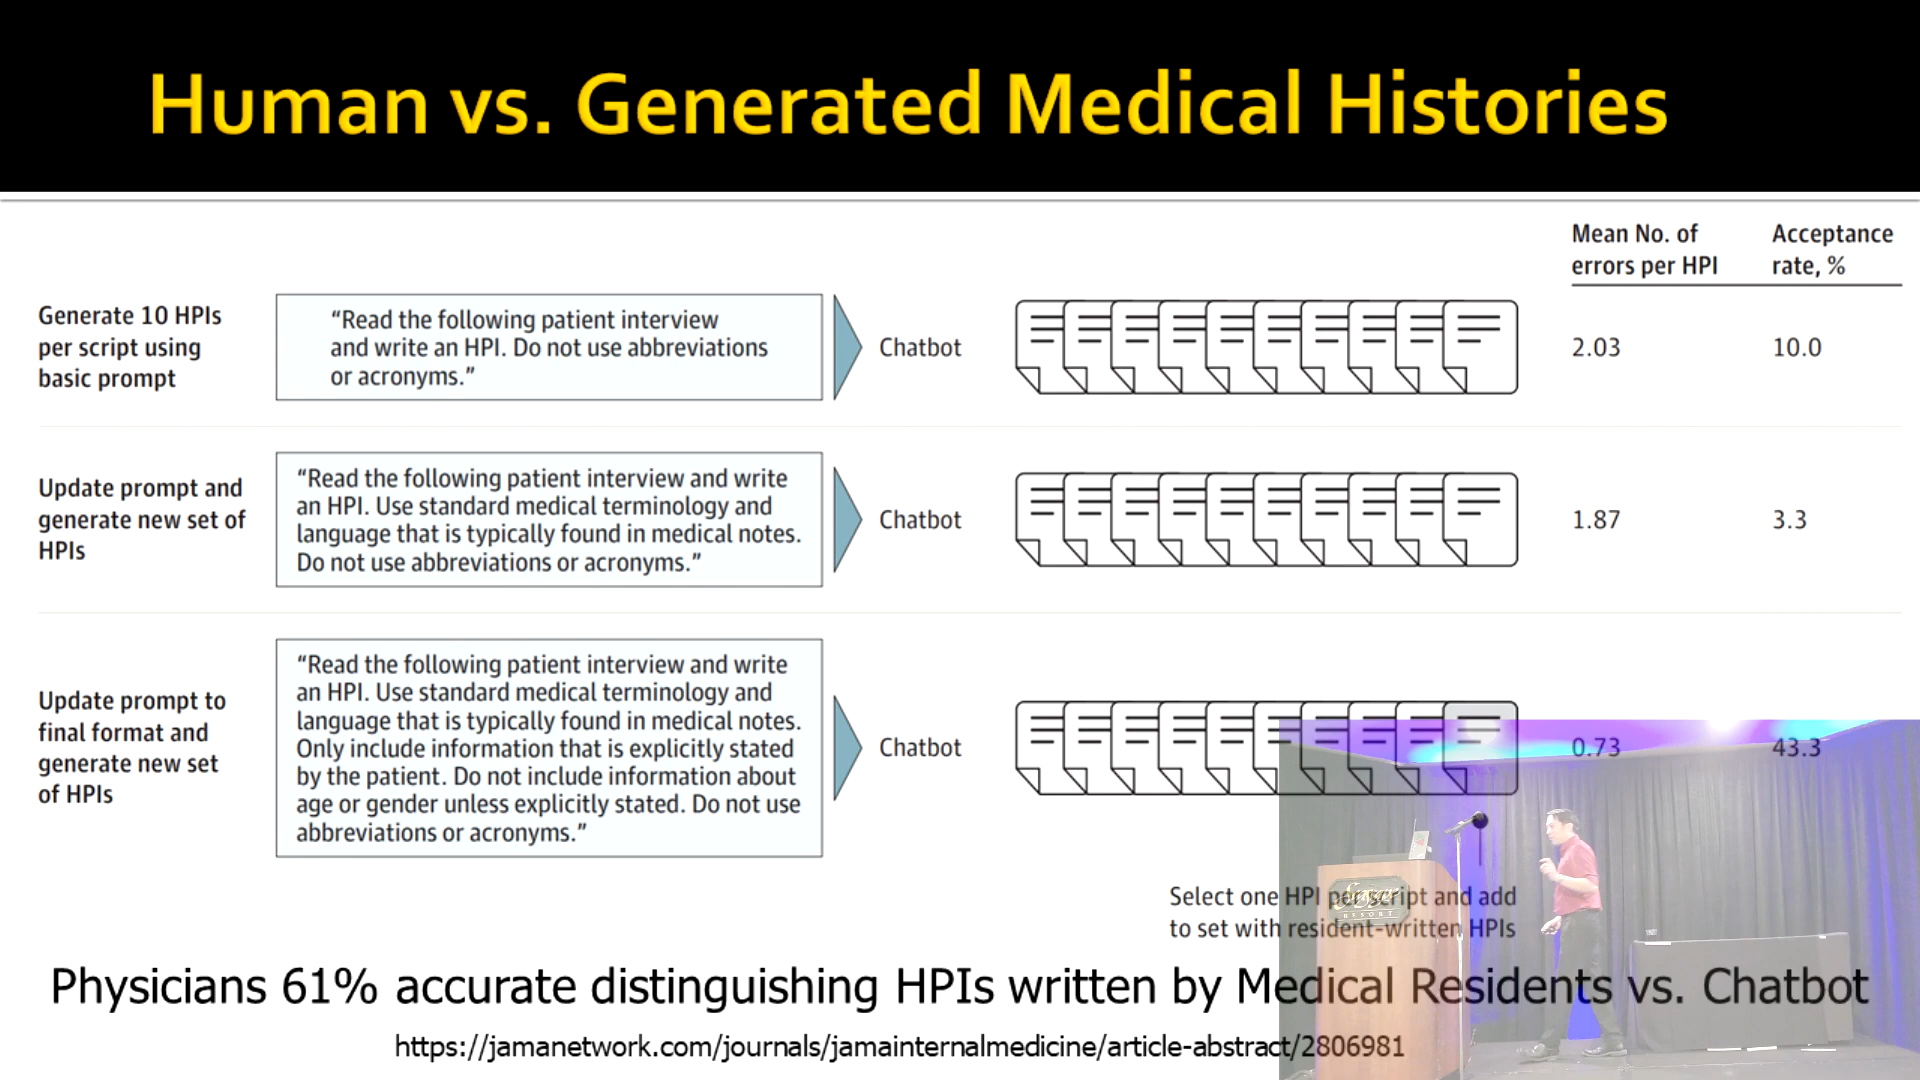 Human vs. Generated Medical Histories
Mean No. of
errors per HPI
Acceptance
rate, %
Generate 10 HPIs
per script using
basic prompt
“Read the following patient interview
and write an HPI. Do not use abbreviations
or acronyms.”
Chatbot
2.03
10.0
Update prompt and
generate new set of
HPIs
“Read the following patient interview and write
an HPI. Use standard medical terminology and
language that is typically found in medical notes.
Do not use abbreviations or acronyms.”
Chatbot
1.87
3.3
Update prompt to
final format and
generate new set
of HPIs
“Read the following patient interview and write
an HPI. Use standard medical terminology and
language that is typically found in medical notes.
Only include information that is explicitly stated
by the patient. Do not include information about
age or gender unless explicitly stated. Do not use
abbreviations or acronyms.”
Chatbot
0.73
43.3
Select one HPI per script and add
to set with resident-written HPIs
RESORT
Physicians 61% accurate distinguishing HPIs written by Medical Residents vs. Chatbot
https://jamanetwork.com/journals/jamainternalmedicine/article-abstract/2806981